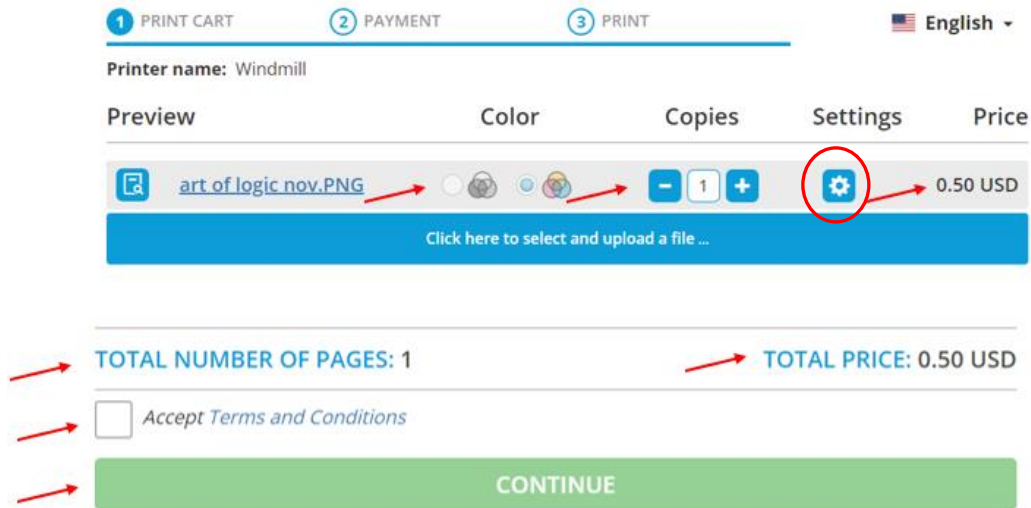 1 PRINT CART 2 PAYMENT 3 PRINT English
Printer name: Windmill
Preview Color Copies Settings Price
art of logic nov.PNG 1 0.50 USD
Click here to select and upload a file ...
TOTAL NUMBER OF PAGES: 1 TOTAL PRICE: 0.50 USD
Accept Terms and Conditions
CONTINUE